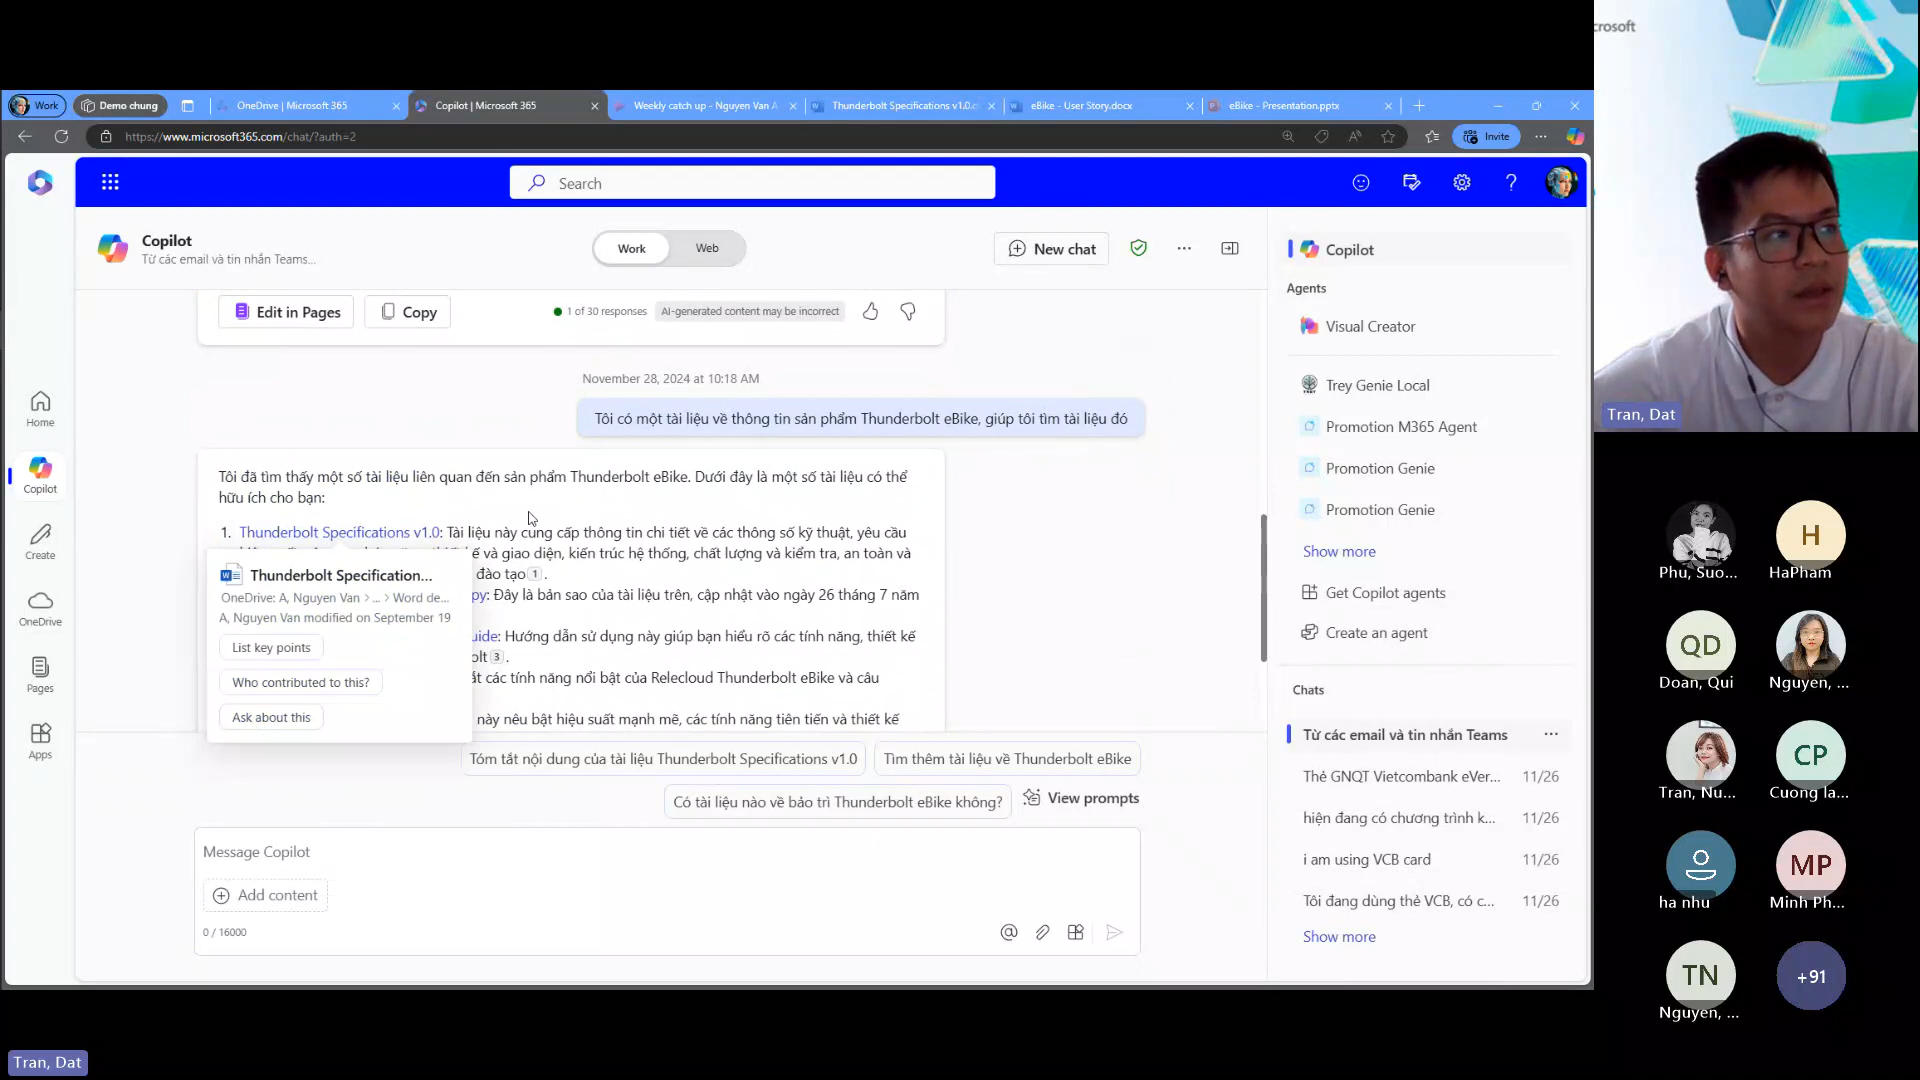 crosoft
Work
Demo chung
OneDrive | Microsoft 365
Copilot | Microsoft 365
Weekly catch up - Nguyen Van A
Thunderbolt Specifications v1.0.
eBike - User Story.docx
eBike - Presentation.pptx
https://www.microsoft365.com/chat/?auth=2
Invite
Search
Copilot
Từ các email và tin nhắn Teams...
Work
Web
New chat
Edit in Pages
Copy
1 of 30 responses
AI-generated content may be incorrect
November 28, 2024 at 10:18 AM
Tôi có một tài liệu về thông tin sản phẩm Thunderbolt eBike, giúp tôi tìm tài liệu đó
Tôi đã tìm thấy một số tài liệu liên quan đến sản phẩm Thunderbolt eBike. Dưới đây là một số tài liệu có thể
hữu ích cho bạn:
1. Thunderbolt Specifications v1.0: Tài liệu này cung cấp thông tin chi tiết về các thông số kỹ thuật, yêu cầu
ế và giao diện, kiến trúc hệ thống, chất lượng và kiểm tra, an toàn và
đào tạo 1 .
py: Đây là bản sao của tài liệu trên, cập nhật vào ngày 26 tháng 7 năm
uide: Hướng dẫn sử dụng này giúp bạn hiểu rõ các tính năng, thiết kế
olt 3 .
ắt các tính năng nổi bật của Relecloud Thunderbolt eBike và câu
này nêu bật hiệu suất mạnh mẽ, các tính năng tiên tiến và thiết kế
Thunderbolt Specification...
OneDrive: A, Nguyen Van > ... > Word de...
A, Nguyen Van modified on September 19
List key points
Who contributed to this?
Ask about this
Tóm tắt nội dung của tài liệu Thunderbolt Specifications v1.0
Tìm thêm tài liệu về Thunderbolt eBike
Có tài liệu nào về bảo trì Thunderbolt eBike không?
View prompts
Message Copilot
Add content
0 / 16000
Home
Copilot
Create
OneDrive
Pages
Apps
Copilot
Agents
Visual Creator
Trey Genie Local
Promotion M365 Agent
Promotion Genie
Promotion Genie
Show more
Get Copilot agents
Create an agent
Chats
Từ các email và tin nhắn Teams
Thẻ GNQT Vietcombank eVer... 11/26
hiện đang có chương trình k... 11/26
i am using VCB card 11/26
Tôi đang dùng thẻ VCB, có c... 11/26
Show more
Tran, Dat
Phu, Suo...
H
HaPham
QD
Doan, Qui
Nguyen, ...
Tran, Nu...
CP
Cuong la...
ha nhu
MP
Minh Ph...
TN
Nguyen, ...
+91
Tran, Dat